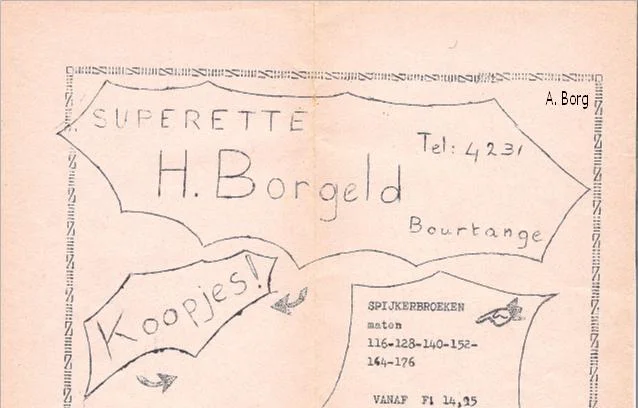 A. Borg
SUPERETTE
Tel: 4231
H. Borgeld
Bourtange
Koopjes!
SPIJKERBROEKEN
maten
116-128-140-152-
164-176
VANAF Fl 14,95